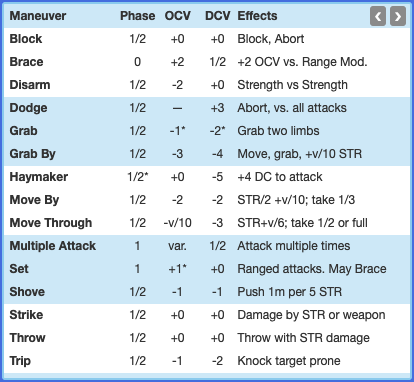 Maneuver Phase OCV DCV Effects
Block 1/2 +0 +0 Block, Abort
Brace 0 +2 1/2 +2 OCV vs. Range Mod.
Disarm 1/2 -2 +0 Strength vs Strength
Dodge 1/2 — +3 Abort, vs. all attacks
Grab 1/2 -1* -2* Grab two limbs
Grab By 1/2 -3 -4 Move, grab, +v/10 STR
Haymaker 1/2* +0 -5 +4 DC to attack
Move By 1/2 -2 -2 STR/2 +v/10; take 1/3
Move Through 1/2 -v/10 -3 STR+v/6; take 1/2 or full
Multiple Attack 1 var. 1/2 Attack multiple times
Set 1 +1* +0 Ranged attacks. May Brace
Shove 1/2 -1 -1 Push 1m per 5 STR
Strike 1/2 +0 +0 Damage by STR or weapon
Throw 1/2 +0 +0 Throw with STR damage
Trip 1/2 -1 -2 Knock target prone